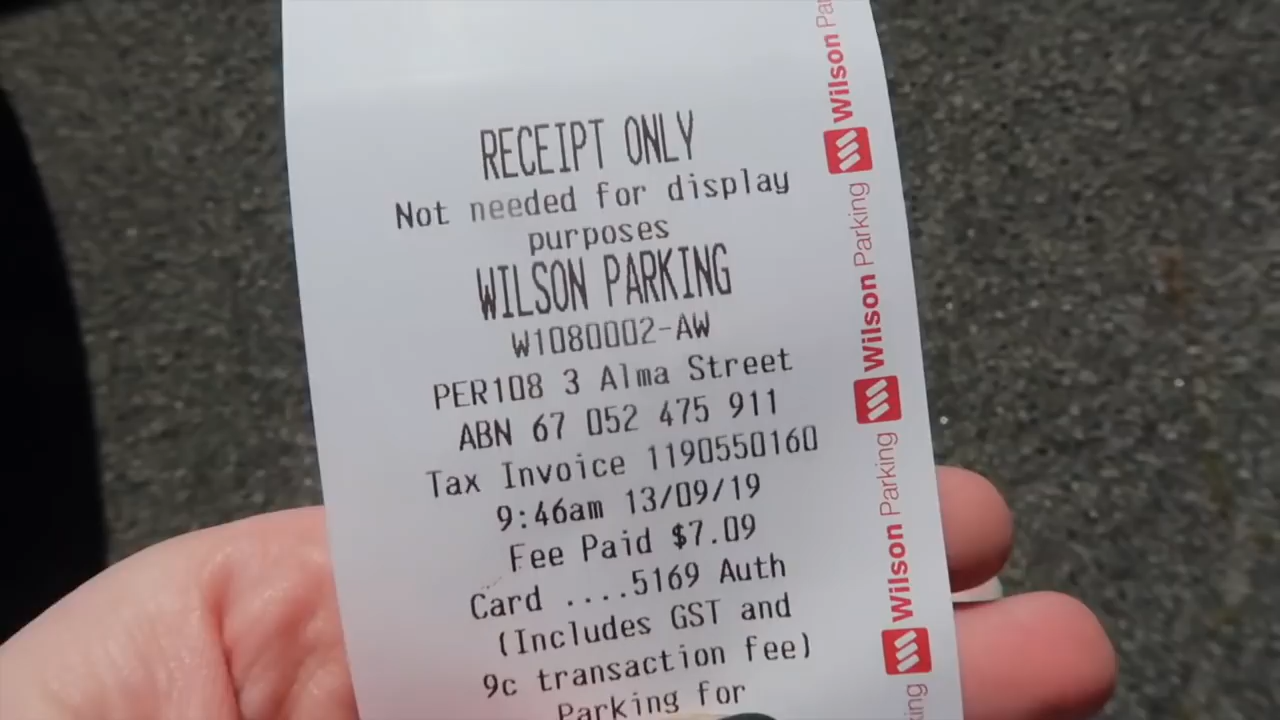 RECEIPT ONLY
Not needed for display
purposes
WILSON PARKING
W1080002-AW
PER108 3 Alma Street
ABN 67 052 475 911
Tax Invoice 1190550160
9:46am 13/09/19
Fee Paid $7.09
Card ....5169 Auth
(Includes GST and
9c transaction fee)
Parking for
Wilson Par
Wilson Parking
Wilson Parking
king